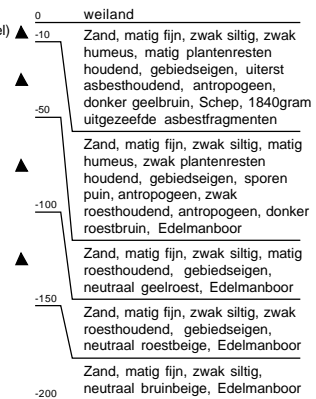 0 weiland
el)
-10
Zand, matig fijn, zwak siltig, zwak
humeus, matig plantenresten
houdend, gebiedseigen, uiterst
asbesthoudend, antropogeen,
donker geelbruin, Schep, 1840gram
uitgezeefde asbestfragmenten
-50
Zand, matig fijn, zwak siltig, matig
humeus, zwak plantenresten
houdend, gebiedseigen, sporen
puin, antropogeen, zwak
roesthoudend, antropogeen, donker
roestbruin, Edelmanboor
-100
Zand, matig fijn, zwak siltig, matig
roesthoudend, gebiedseigen,
neutraal geelroest, Edelmanboor
-150
Zand, matig fijn, zwak siltig, zwak
roesthoudend, gebiedseigen,
neutraal roestbeige, Edelmanboor
Zand, matig fijn, zwak siltig,
neutraal bruinbeige, Edelmanboor
-200